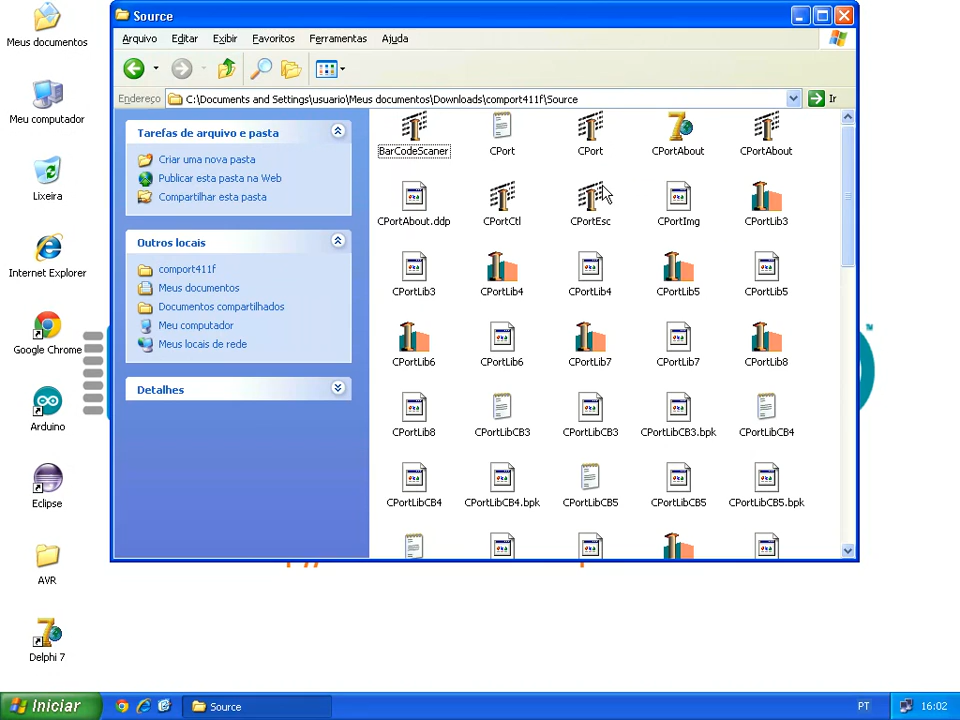 Meus documentos
Meu computador
Lixeira
Internet Explorer
Google Chrome
Arduino
Eclipse
AVR
Delphi 7
Source
Arquivo Editar Exibir Favoritos Ferramentas Ajuda
Endereço C:\Documents and Settings\usuario\Meus documentos\Downloads\comport411f\Source Ir
Tarefas de arquivo e pasta
Criar uma nova pasta
Publicar esta pasta na Web
Compartilhar esta pasta
Outros locais
comport411f
Meus documentos
Documentos compartilhados
Meu computador
Meus locais de rede
Detalhes
BarCodeScaner CPort CPort CPortAbout CPortAbout
CPortAbout.ddp CPortCtl CPortEsc CPortImg CPortLib3
CPortLib3 CPortLib4 CPortLib4 CPortLib5 CPortLib5
CPortLib6 CPortLib6 CPortLib7 CPortLib7 CPortLib8
CPortLib8 CPortLibCB3 CPortLibCB3 CPortLibCB3.bpk CPortLibCB4
CPortLibCB4 CPortLibCB4.bpk CPortLibCB5 CPortLibCB5 CPortLibCB5.bpk
TM
Iniciar Source PT 16:02